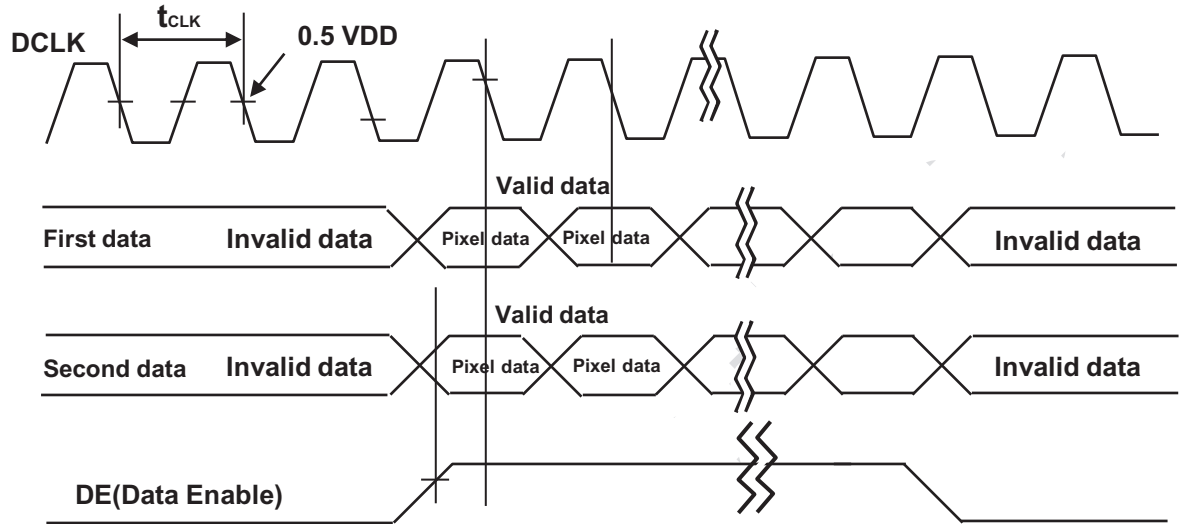 tCLK
DCLK
0.5 VDD
Valid data
First data
Invalid data
Pixel data
Pixel data
Invalid data
Valid data
Second data
Invalid data
Pixel data
Pixel data
Invalid data
DE(Data Enable)